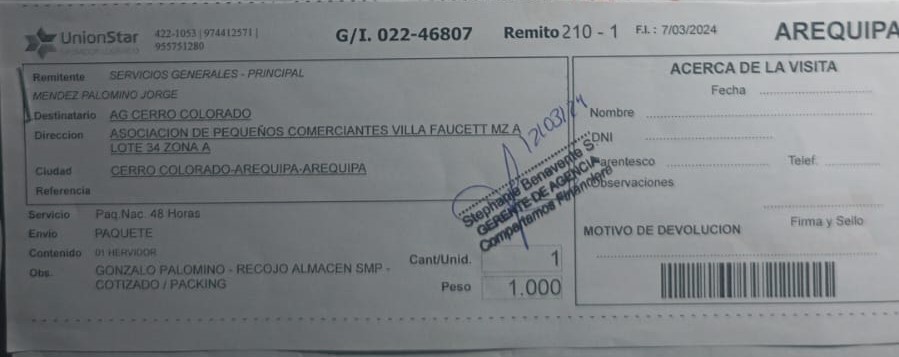 UnionStar
422-1053 | 974412571 |
955751280
G/I. 022-46807
Remito 210 - 1
F.I.: 7/03/2024
AREQUIPA
Remitente SERVICIOS GENERALES - PRINCIPAL
MENDEZ PALOMINO JORGE
Destinatario AG CERRO COLORADO
Direccion ASOCIACION DE PEQUEÑOS COMERCIANTES VILLA FAUCETT MZ A
LOTE 34 ZONA A
Ciudad CERRO COLORADO-AREQUIPA-AREQUIPA
Referencia
Servicio Paq.Nac. 48 Horas
Envio PAQUETE
Contenido 01 HERVIDOR
Obs. GONZALO PALOMINO - RECOJO ALMACEN SMP -
COTIZADO / PACKING
Cant/Unid. 1
Peso 1.000
12/03/24
Stephanie Benavente S.
GERENTE DE AGENCIA
Compartamos Financiera
ACERCA DE LA VISITA
Fecha
Nombre
DNI
Parentesco Telef.
Observaciones
Firma y Sello
MOTIVO DE DEVOLUCION